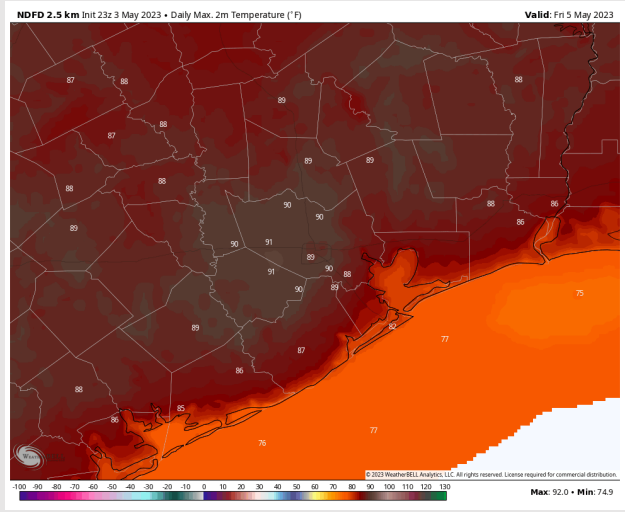 NDFD 2.5 km Init 23z 3 May 2023 • Daily Max. 2m Temperature (°F) Valid: Fri 5 May 2023
87 88 88
89
88
87
89 89
88 88
90 88 86
90 86
89
90 91
89
91 90 88
90 89
75
89 82
77
87
86
88
85
86
77
76
© 2023 WeatherBELL Analytics, LLC. All rights reserved. License required for commercial distribution.
-100 -90 -80 -70 -60 -50 -40 -30 -20 -10 0 10 20 30 40 50 60 70 80 90 100 110 120 130
Max: 92.0 • Min: 74.9